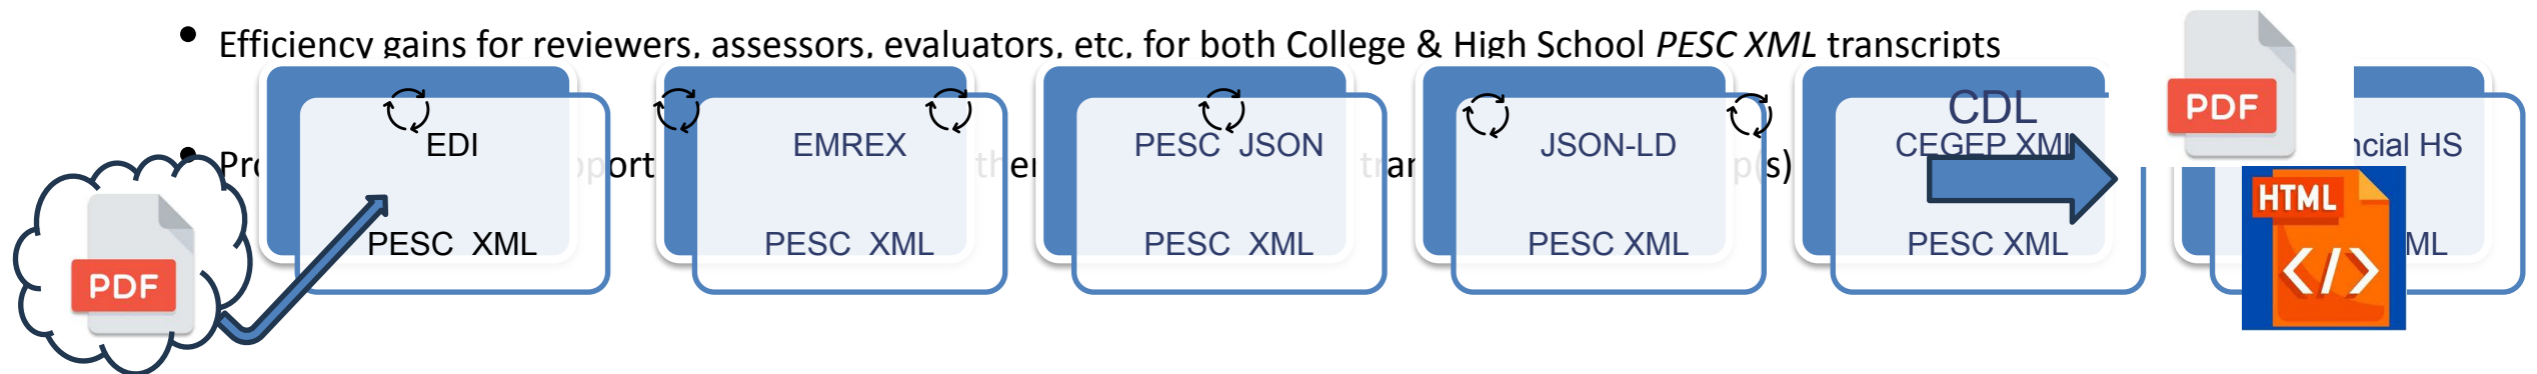 • Efficiency gains for reviewers, assessors, evaluators, etc, for both College & High School PESC XML transcripts
CDL
EDI
EMREX
PESC JSON
JSON-LD
CEGEP XML
HS
PDF
HTML
PESC XML
PESC XML
PESC XML
PESC XML
PESC XML
PDF